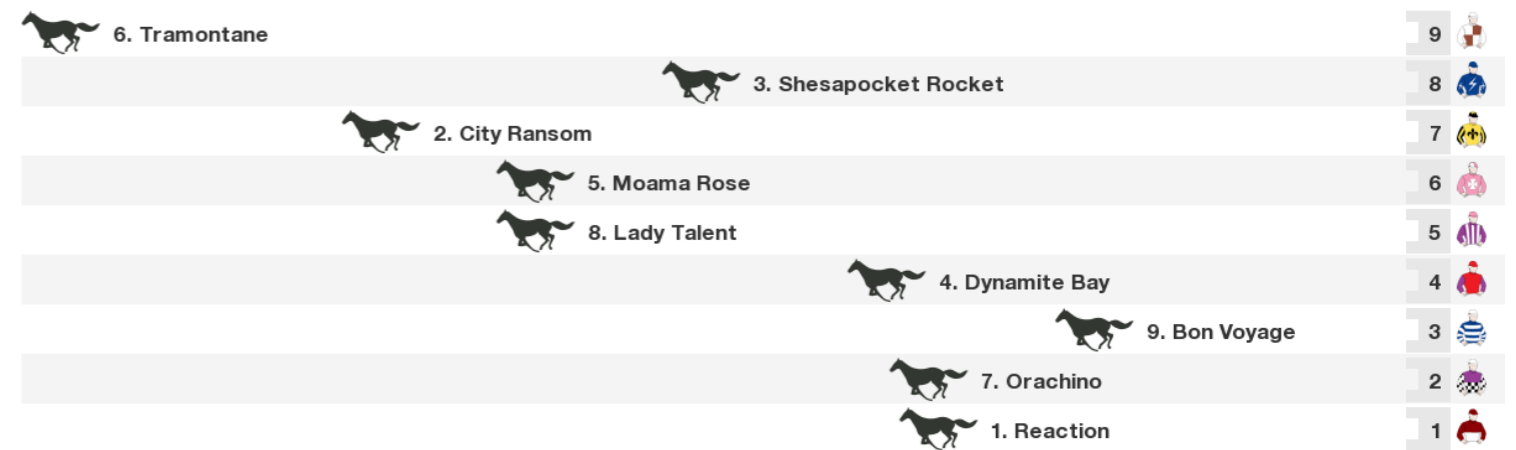 6. Tramontane 9
3. Shesapocket Rocket 8
2. City Ransom 7
5. Moama Rose 6
8. Lady Talent 5
4. Dynamite Bay 4
9. Bon Voyage 3
7. Orachino 2
1. Reaction 1